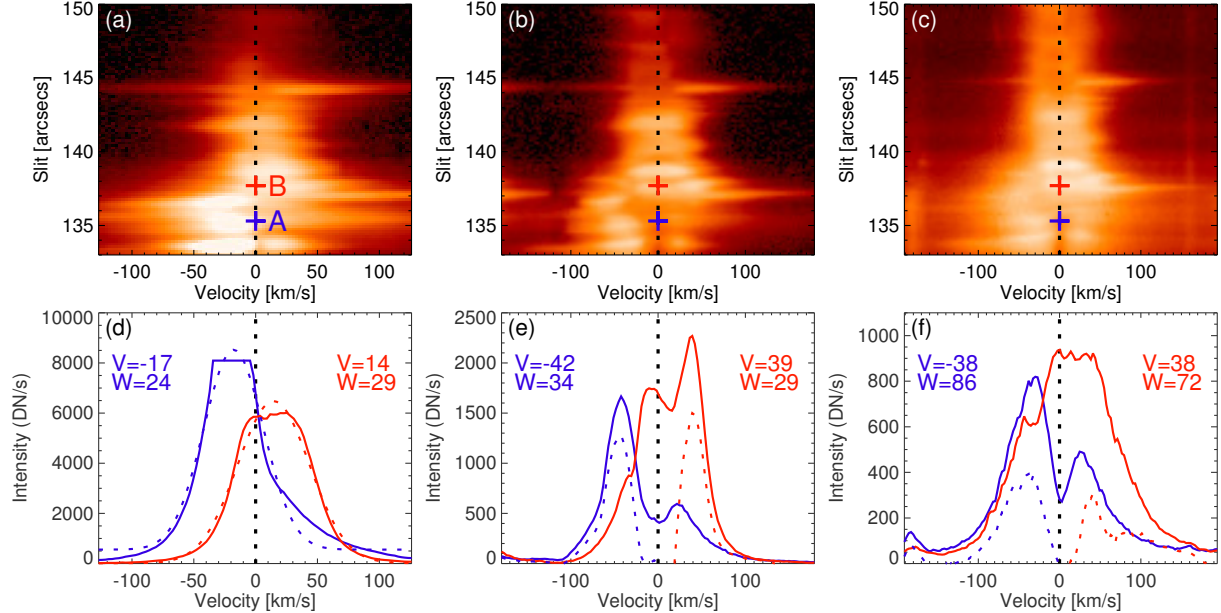 (a)
(b)
(c)
150
145
140
135
Slit [arcsecs]
B
A
-100 -50 0 50 100
Velocity [km/s]
150
145
140
135
Slit [arcsecs]
-100 0 100
Velocity [km/s]
150
145
140
135
Slit [arcsecs]
-100 0 100
Velocity [km/s]
(d)
V=-17
W=24
V=14
W=29
10000
8000
6000
4000
2000
0
Intensity (DN/s)
-100 -50 0 50 100
Velocity [km/s]
(e)
V=-42
W=34
V=39
W=29
2500
2000
1500
1000
500
0
Intensity (DN/s)
-100 0 100
Velocity [km/s]
(f)
V=-38
W=86
V=38
W=72
1000
800
600
400
200
0
Intensity (DN/s)
-100 0 100
Velocity [km/s]